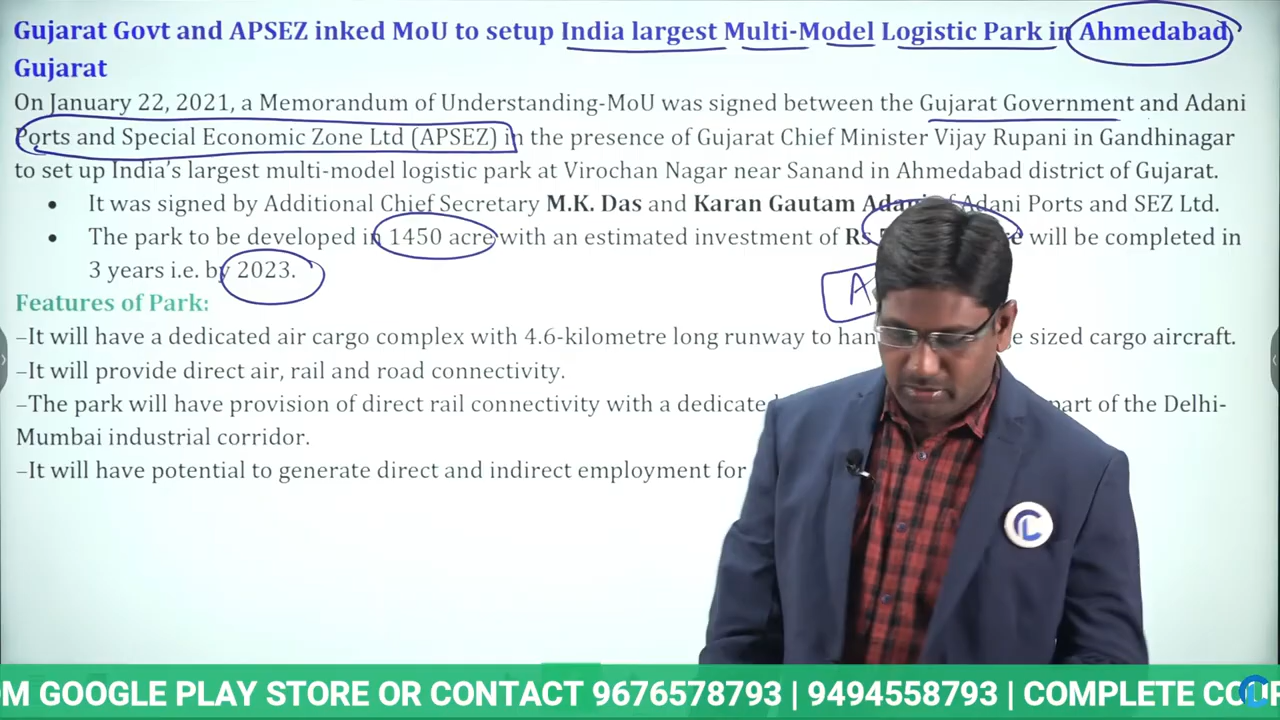 Gujarat Govt and APSEZ inked MoU to setup India largest Multi-Model Logistic Park in Ahmedabad
Gujarat
On January 22, 2021, a Memorandum of Understanding-MoU was signed between the Gujarat Government and Adani
Ports and Special Economic Zone Ltd (APSEZ) in the presence of Gujarat Chief Minister Vijay Rupani in Gandhinagar
to set up India's largest multi-model logistic park at Virochan Nagar near Sanand in Ahmedabad district of Gujarat.
• It was signed by Additional Chief Secretary M.K. Das and Karan Gautam Adani of Adani Ports and SEZ Ltd.
• The park to be developed in 1450 acre with an estimated investment of Rs will be completed in
3 years i.e. by 2023.
A
Features of Park:
–It will have a dedicated air cargo complex with 4.6-kilometre long runway to sized cargo aircraft.
–It will provide direct air, rail and road connectivity.
–The park will have provision of direct rail connectivity with a dedicated part of the Delhi-
Mumbai industrial corridor.
–It will have potential to generate direct and indirect employment for
GOOGLE PLAY STORE OR CONTACT 9676578793 | 9494558793 | COMPLETE